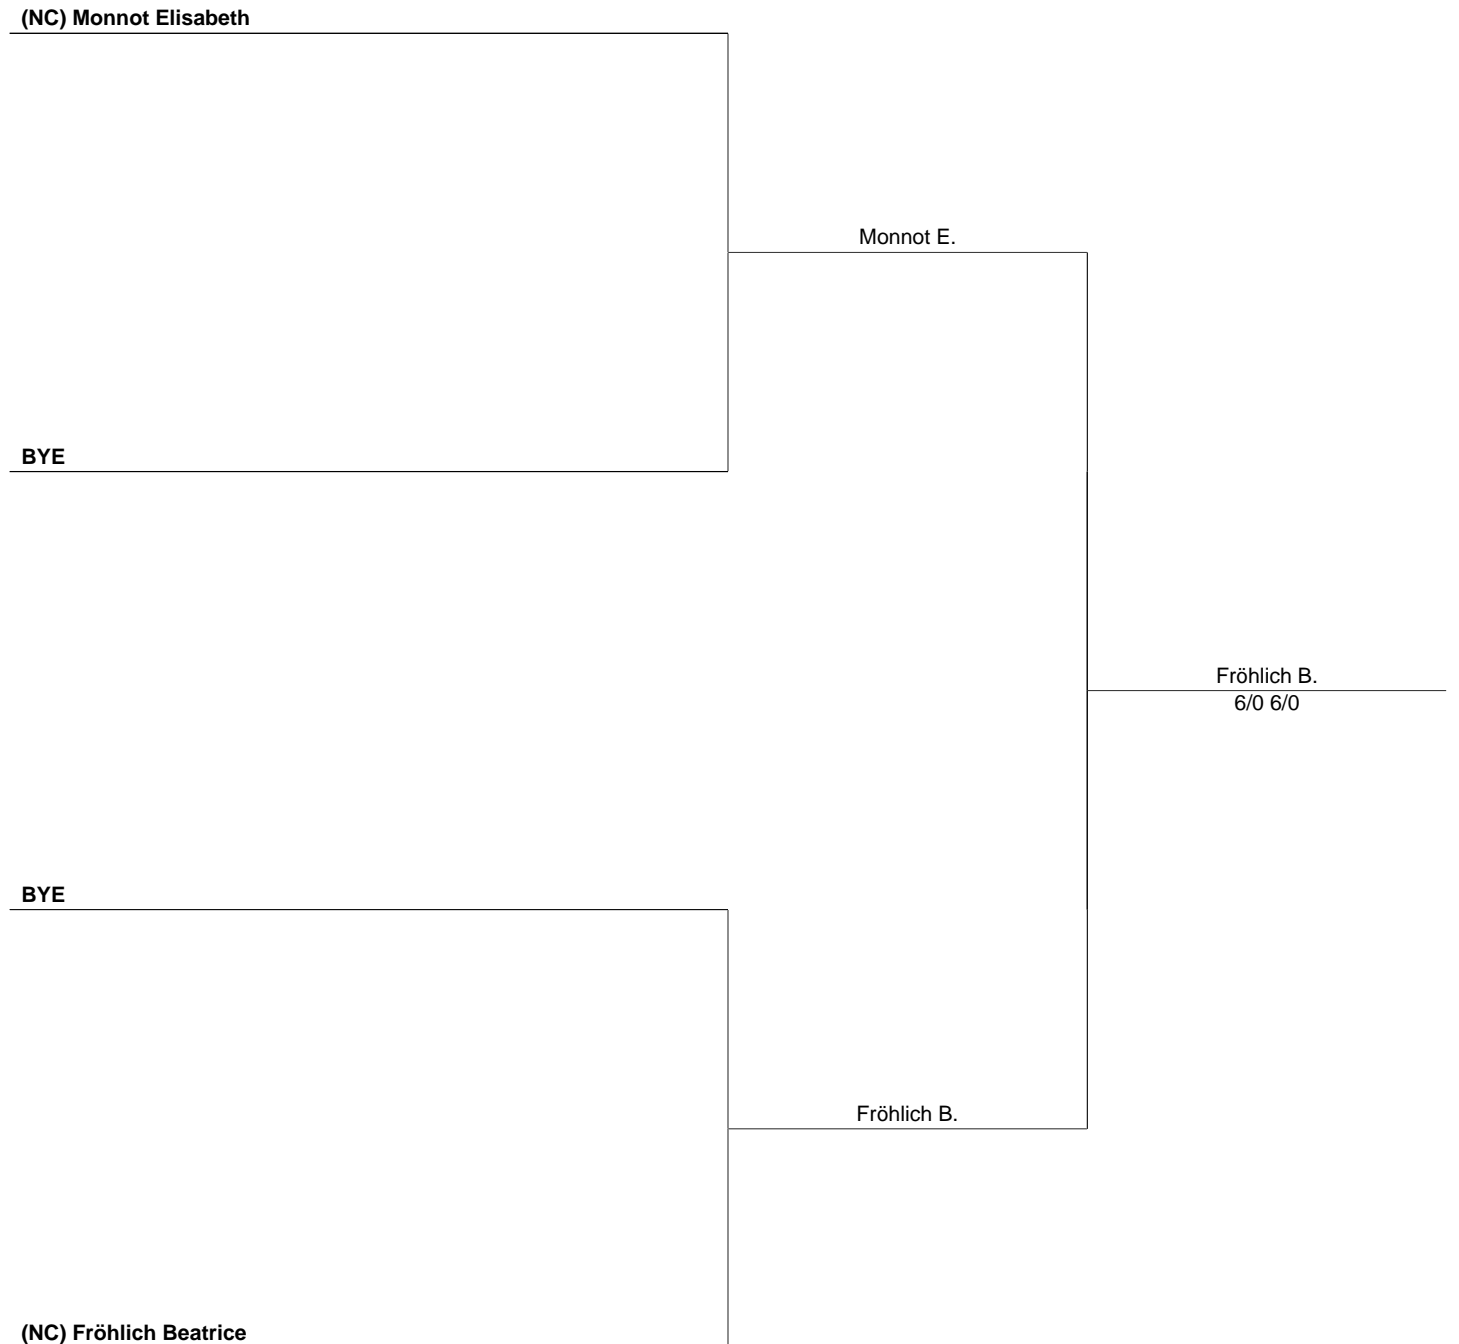 (NC) Monnot Elisabeth
Monnot E.
BYE
Fröhlich B.
6/0 6/0
BYE
Fröhlich B.
(NC) Fröhlich Beatrice